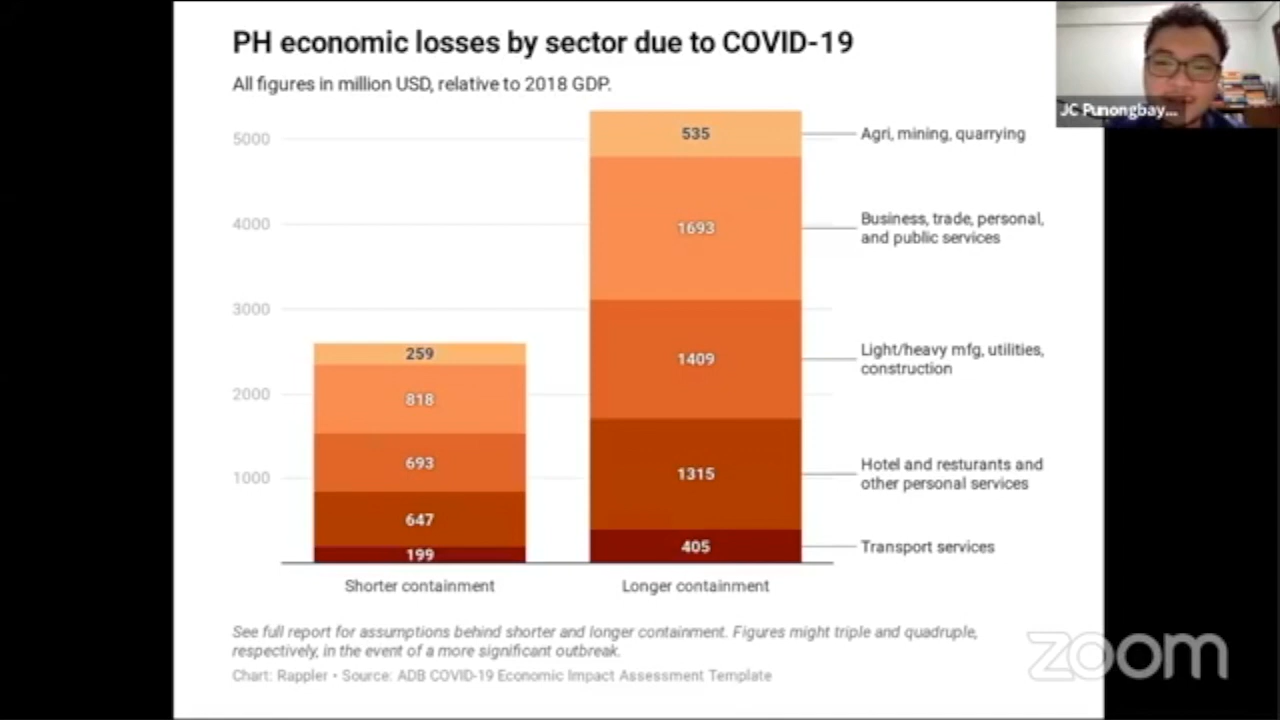 PH economic losses by sector due to COVID-19
All figures in million USD, relative to 2018 GDP.
JC Punongbay...
5000
4000
3000
2000
1000
535
1693
1409
1315
405
259
818
693
647
199
Agri, mining, quarrying
Business, trade, personal,
and public services
Light/heavy mfg, utilities,
construction
Hotel and resturants and
other personal services
Transport services
Shorter containment
Longer containment
See full report for assumptions behind shorter and longer containment. Figures might triple and quadruple,
respectively, in the event of a more significant outbreak.
Chart: Rappler • Source: ADB COVID-19 Economic Impact Assessment Template
zoom